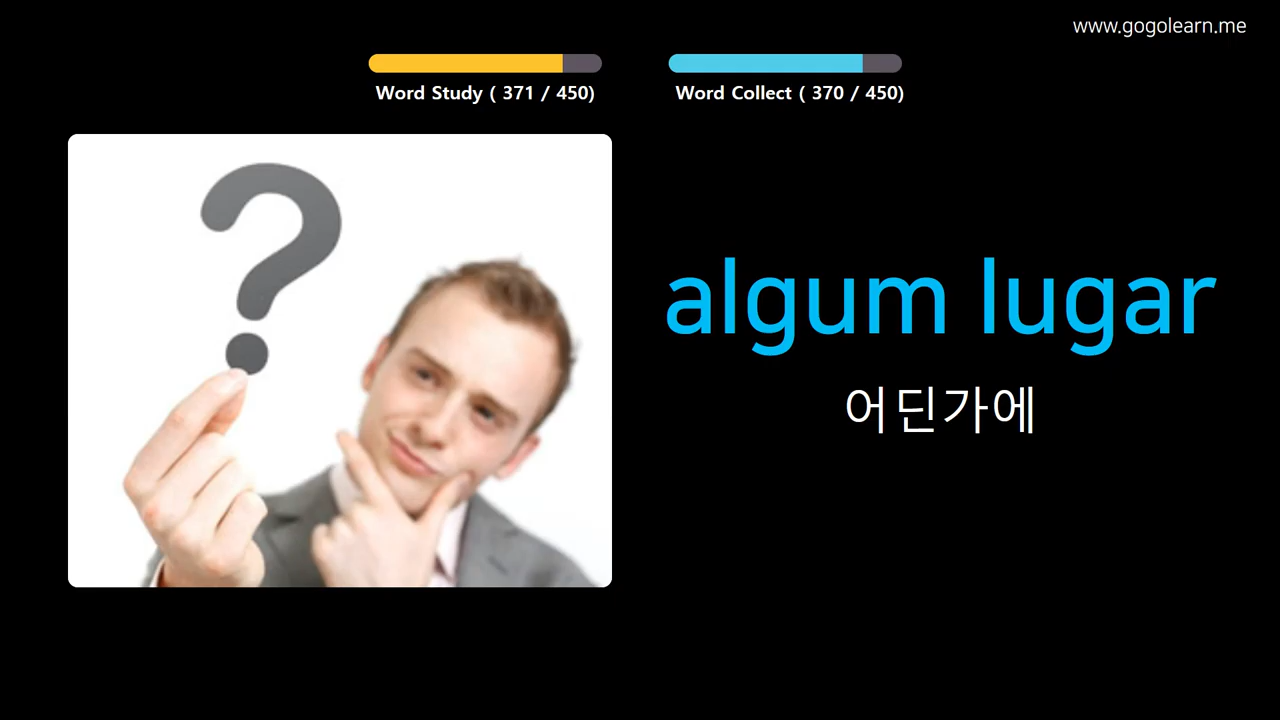 www.gogolearn.me
Word Study ( 371 / 450)
Word Collect ( 370 / 450)
?
algum lugar
어딘가에